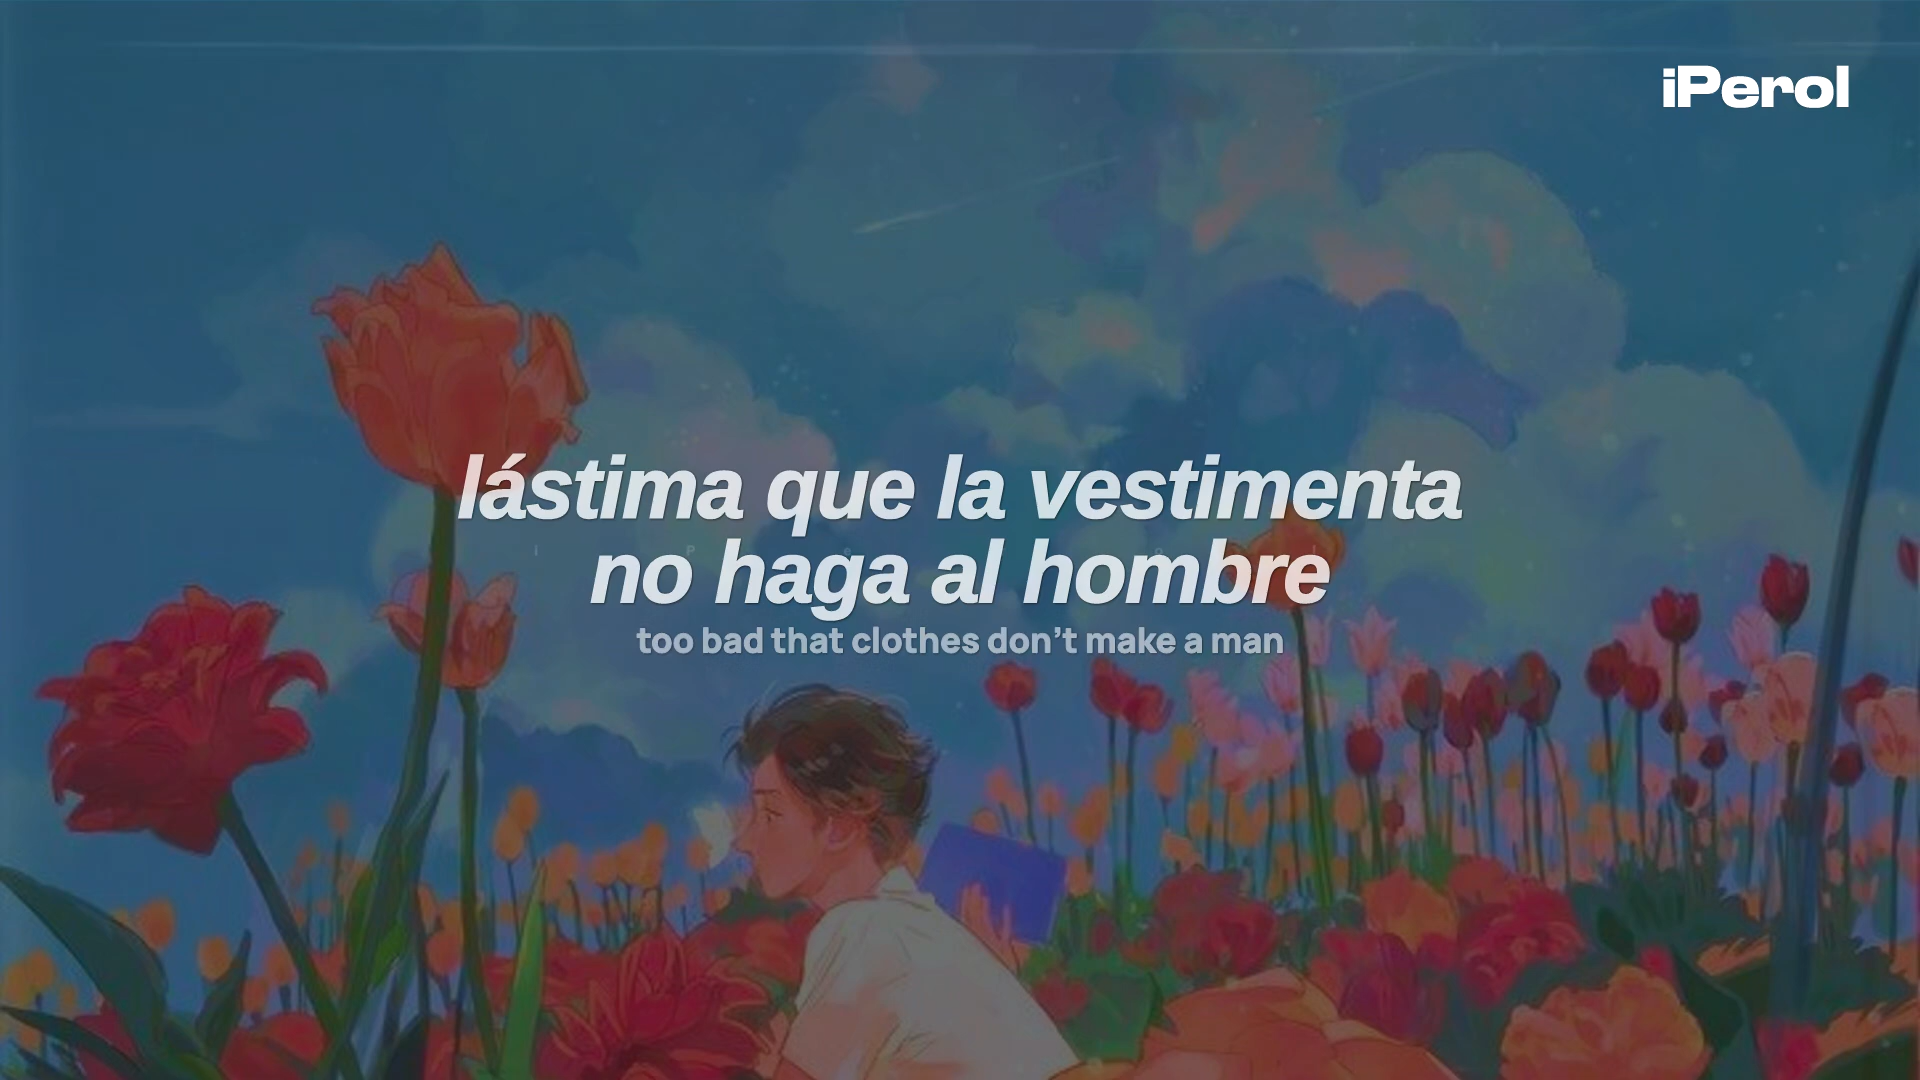 iPerol
lástima que la vestimenta
no haga al hombre
too bad that clothes don’t make a man